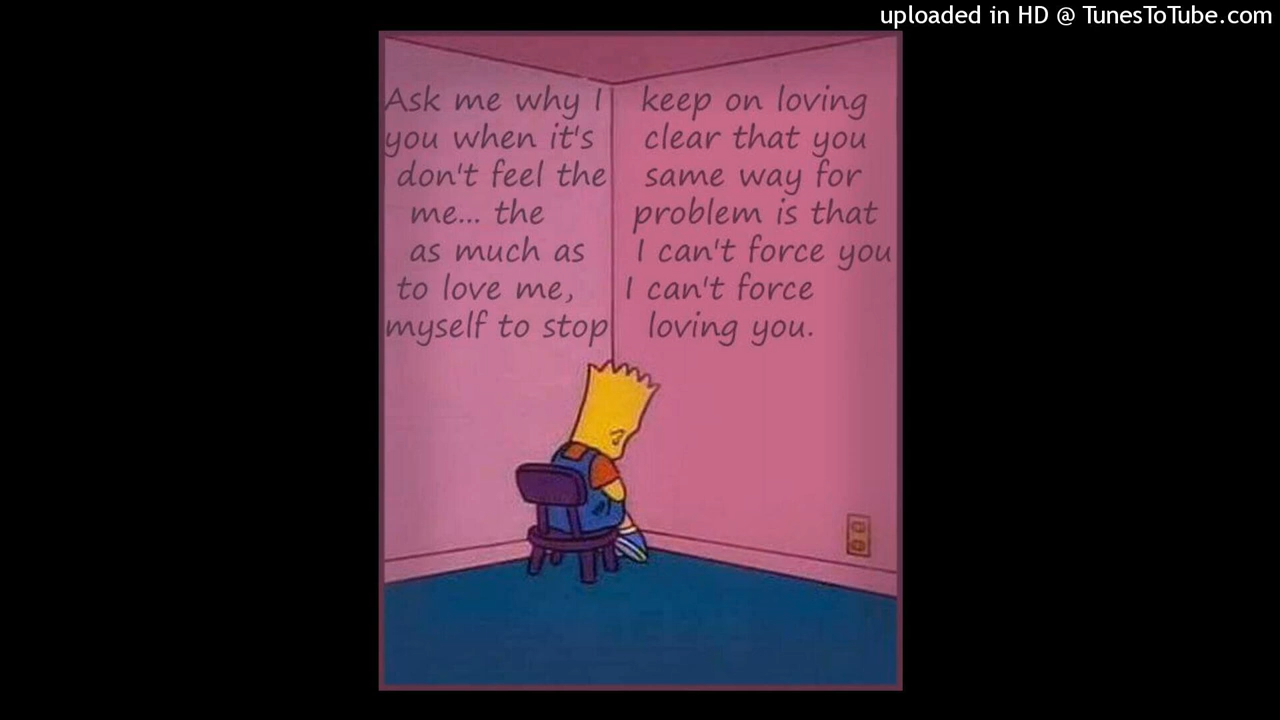 uploaded in HD @ TunesToTube.com
Ask me why I keep on loving
you when it's clear that you
don't feel the same way for
me... the problem is that
as much as I can't force you
to love me, I can't force
myself to stop loving you.